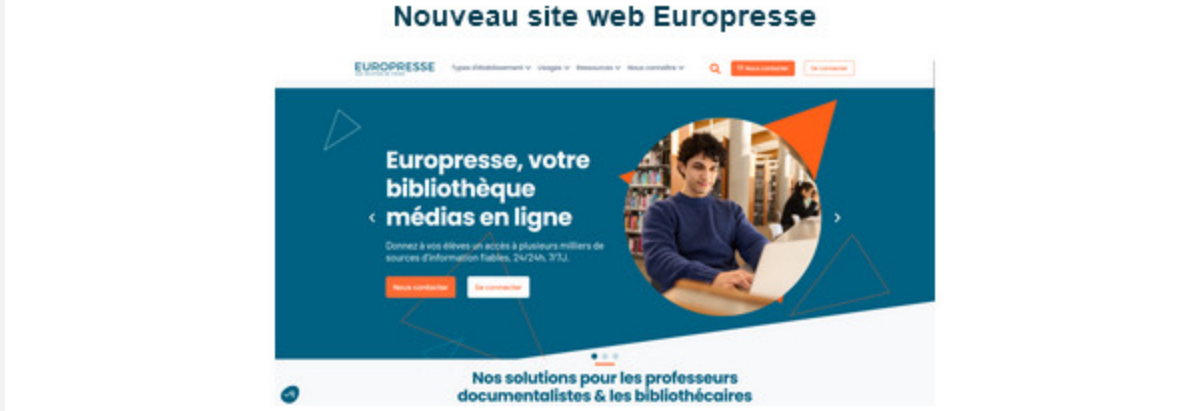 Nouveau site web Europresse
EUROPRESSE
Types d'établissement Usages Ressources Nous connaître Nous contacter Se connecter
Europresse, votre
bibliothèque
médias en ligne
Donnez à vos élèves un accès à plusieurs milliers de
sources d'information fiables, 24/24h, 7/7J.
Nous contacter Se connecter
Nos solutions pour les professeurs
documentalistes & les bibliothécaires